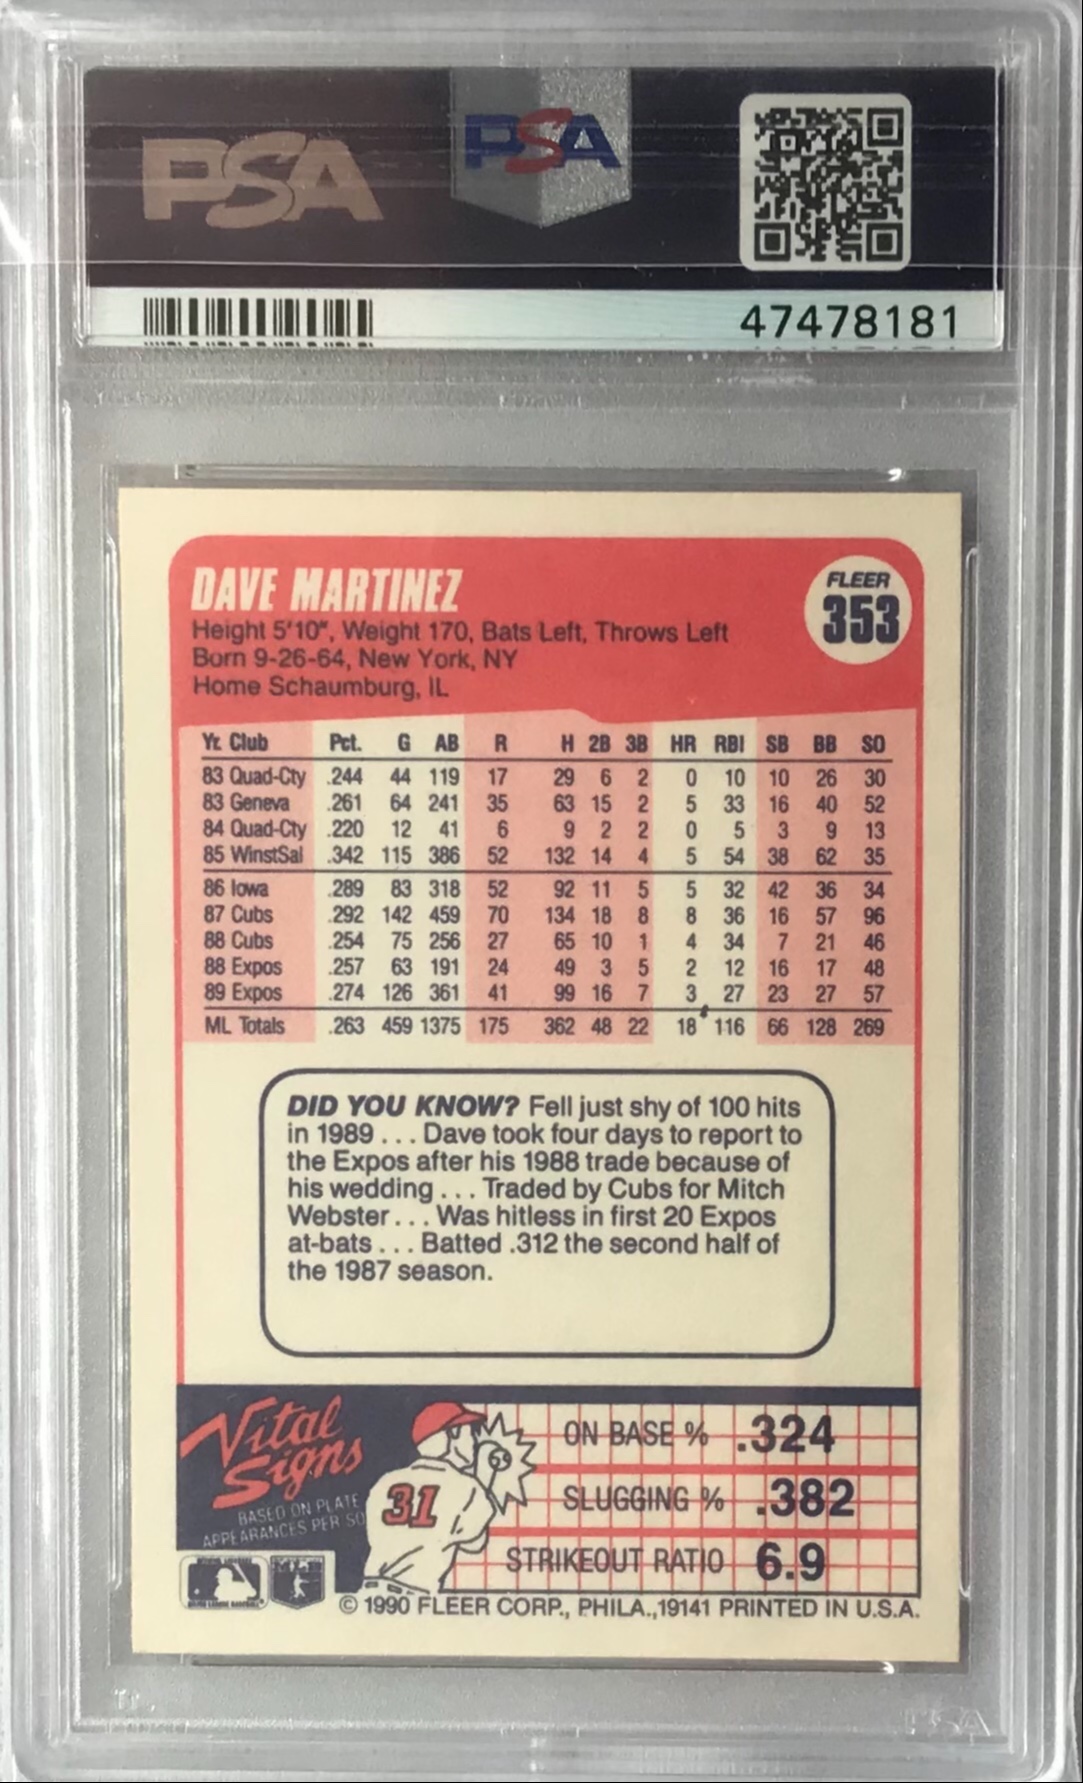 PSA
PSA
47478181
DAVE MARTINEZ
FLEER
353
Height 5'10", Weight 170, Bats Left, Throws Left
Born 9-26-64, New York, NY
Home Schaumburg, IL
Yr. Club Pct. G AB R H 2B 3B HR RBI SB BB SO
83 Quad-Cty .244 44 119 17 29 6 2 0 10 10 26 30
83 Geneva .261 64 241 35 63 15 2 5 33 16 40 52
84 Quad-Cty .220 12 41 6 9 2 2 0 5 3 9 13
85 WinstSal .342 115 386 52 132 14 4 5 54 38 62 35
86 Iowa .289 83 318 52 92 11 5 5 32 42 36 34
87 Cubs .292 142 459 70 134 18 8 8 36 16 57 96
88 Cubs .254 75 256 27 65 10 1 4 34 7 21 46
88 Expos .257 63 191 24 49 3 5 2 12 16 17 48
89 Expos .274 126 361 41 99 16 7 3 27 23 27 57
ML Totals .263 459 1375 175 362 48 22 18 116 66 128 269
DID YOU KNOW? Fell just shy of 100 hits
in 1989 . . . Dave took four days to report to
the Expos after his 1988 trade because of
his wedding . . . Traded by Cubs for Mitch
Webster . . . Was hitless in first 20 Expos
at-bats . . . Batted .312 the second half of
the 1987 season.
Vital
Signs
BASED ON PLATE
APPEARANCES PER SO
31
ON BASE % .324
SLUGGING % .382
STRIKEOUT RATIO 6.9
© 1990 FLEER CORP., PHILA.,19141 PRINTED IN U.S.A.
PSA